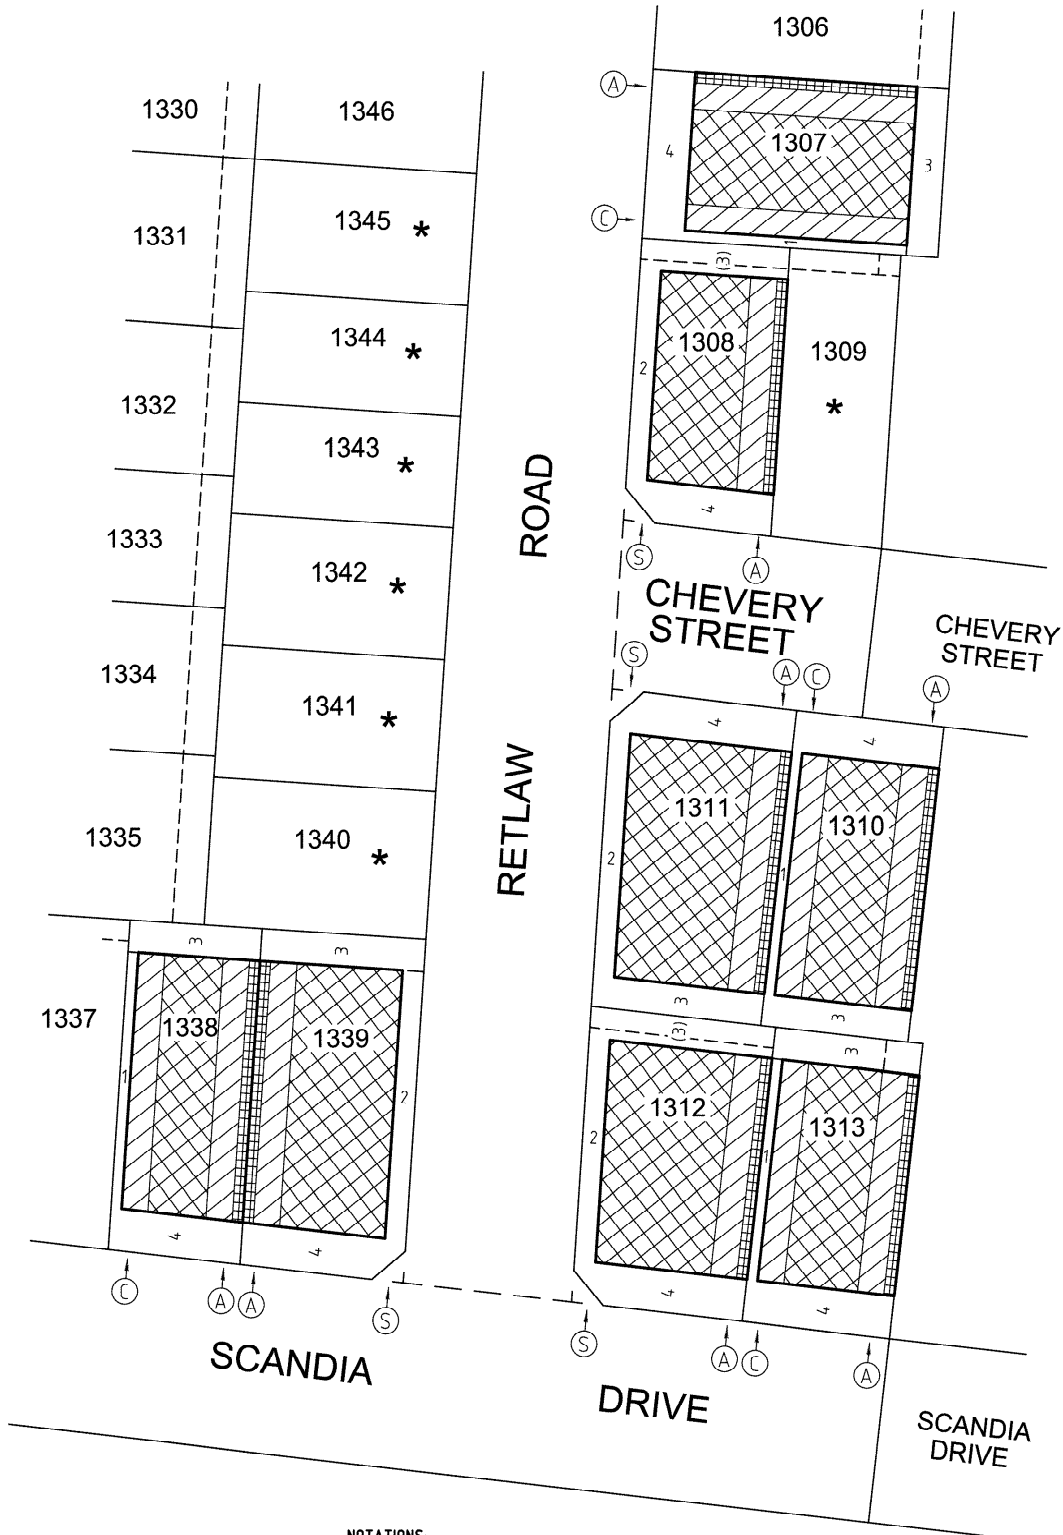 1306
1330
1346
A
1307
4
3
1345
1331
C
1
(3)
1344
1308
1309
2
1332
1343
4
ROAD
1333
1342
S
A
CHEVERY
STREET
CHEVERY
STREET
1334
1341
S
A
C
A
4
4
1311
1310
RETLAW
1335
1340
2
1
3
3
3
3
1337
1338
1339
(3)
3
1
2
1312
1313
2
1
4
4
4
4
C
A
A
S
S
A
C
A
SCANDIA
DRIVE
SCANDIA
DRIVE
NOTATIONS